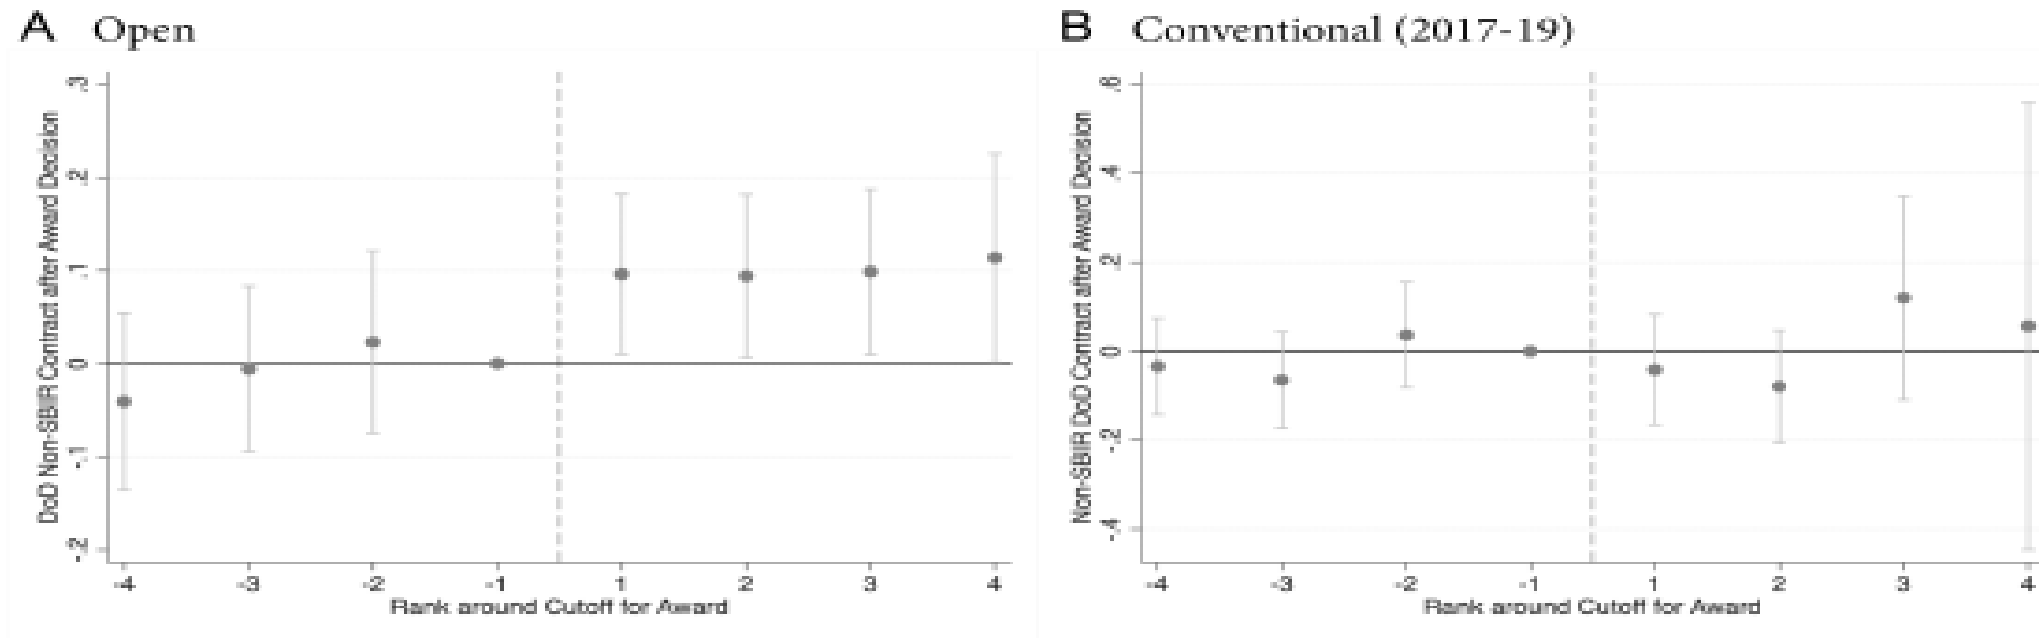 A Open
DoD Non-SBIR Contract after Award Decision
.3
.2
.1
0
-.1
-.2
-4 -3 -2 -1 1 2 3 4
Rank around Cutoff for Award
B Conventional (2017-19)
Non-SBIR DoD Contract after Award Decision
.6
.4
.2
0
-.2
-.4
-4 -3 -2 -1 1 2 3 4
Rank around Cutoff for Award